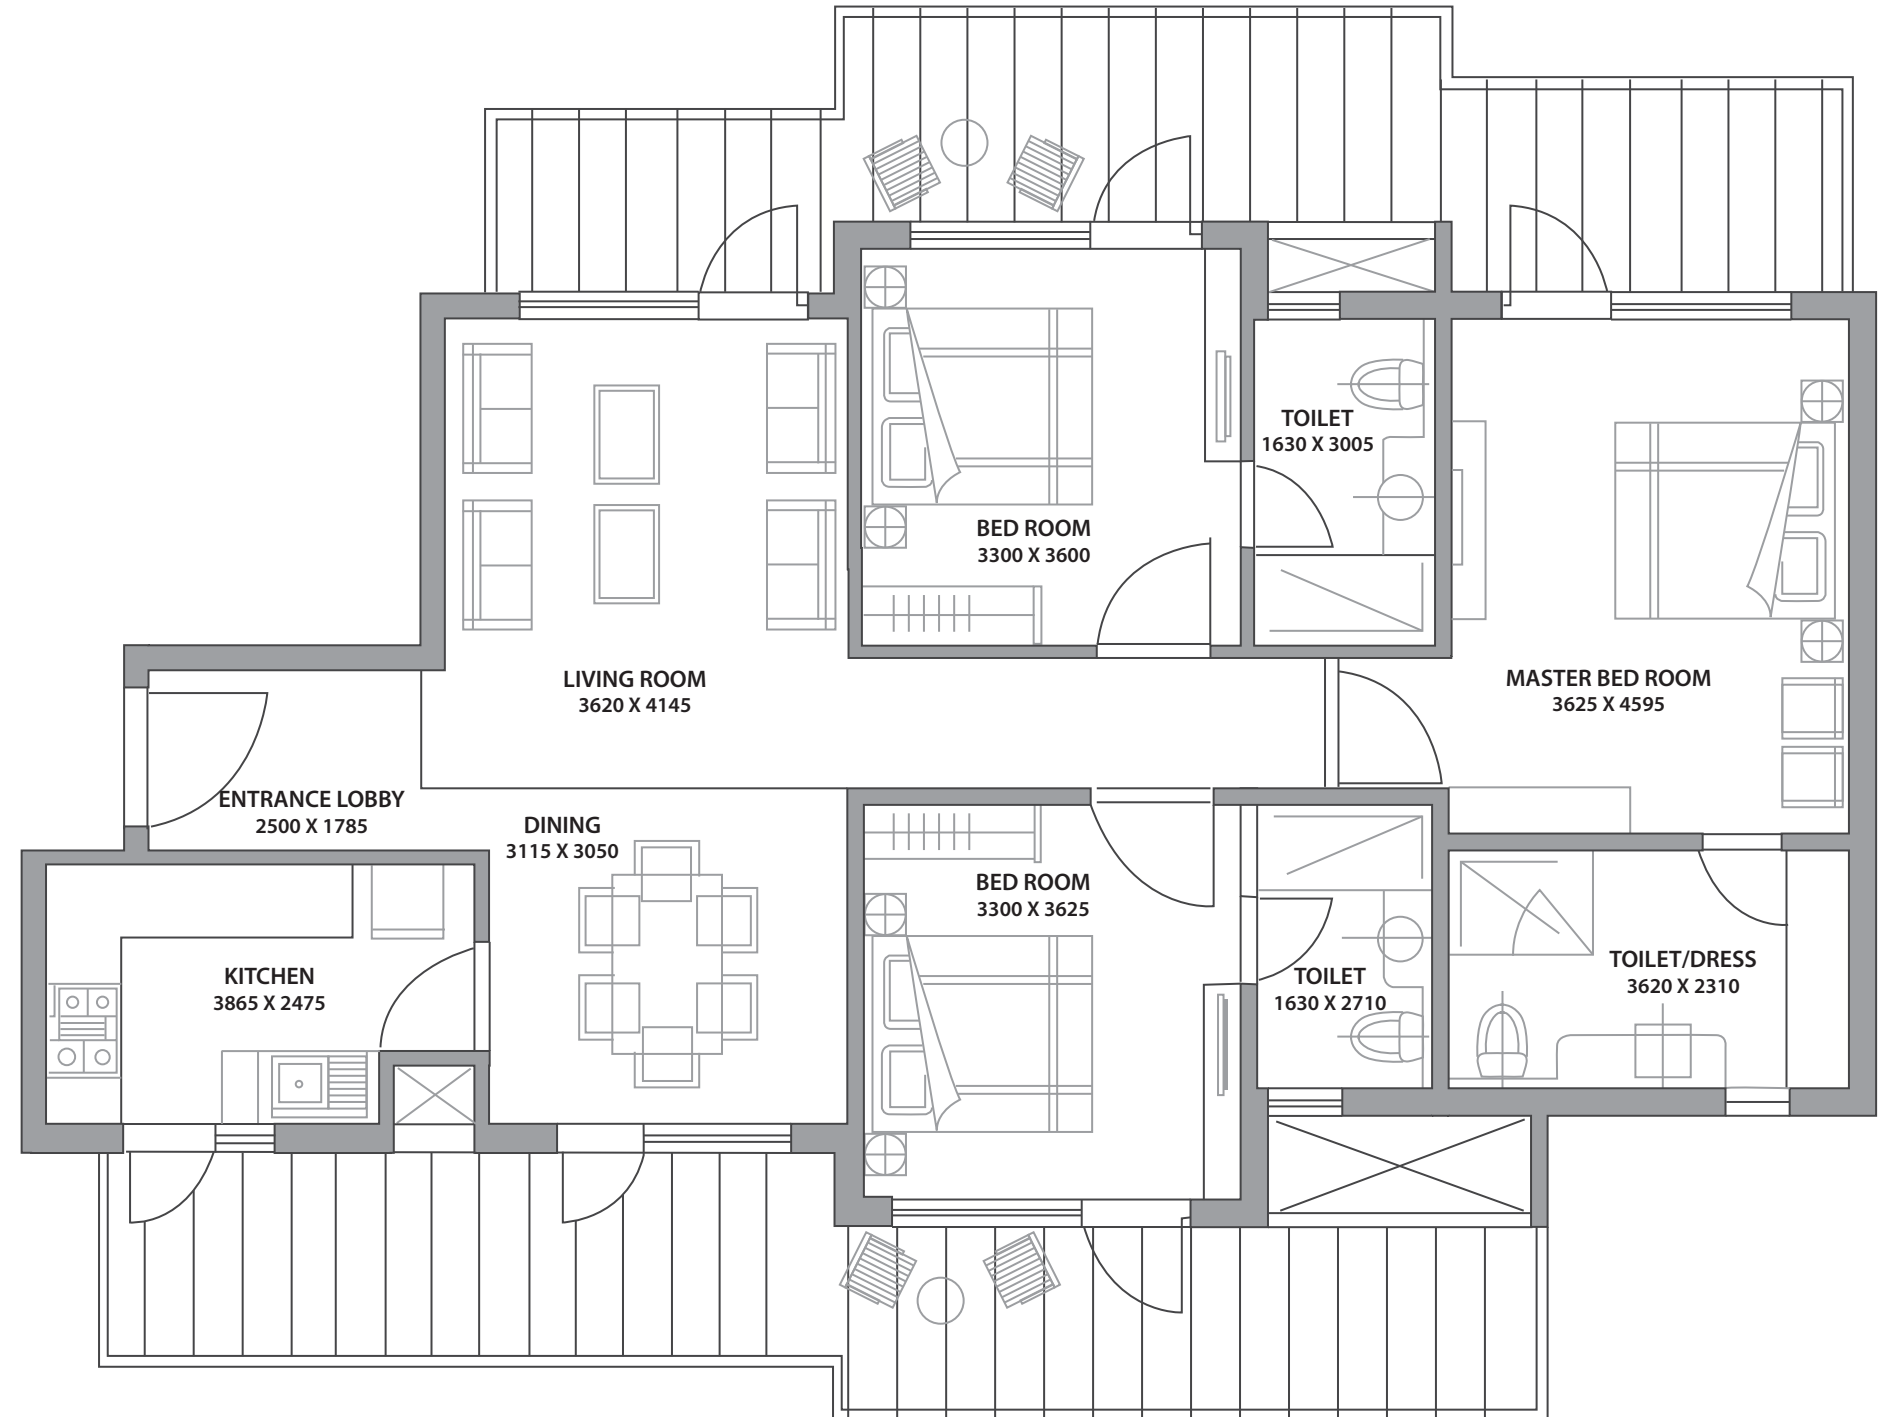 TOILET
1630 X 3005
BED ROOM
3300 X 3600
LIVING ROOM
3620 X 4145
MASTER BED ROOM
3625 X 4595
ENTRANCE LOBBY
2500 X 1785
DINING
3115 X 3050
BED ROOM
3300 X 3625
KITCHEN
3865 X 2475
TOILET
1630 X 2710
TOILET/DRESS
3620 X 2310